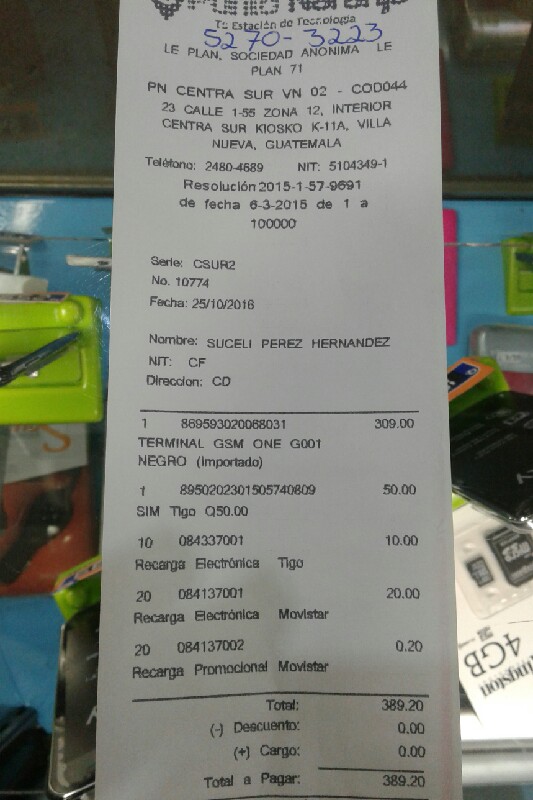 Tu Estación de Tecnología
5270-3223
LE PLAN, SOCIEDAD ANONIMA LE
PLAN 71
PN CENTRA SUR VN 02 - COD044
23 CALLE 1-55 ZONA 12, INTERIOR
CENTRA SUR KIOSKO K-11A, VILLA
NUEVA, GUATEMALA
Teléfono: 2480-4689 NIT: 5104349-1
Resolución 2015-1-57-9691
de fecha 6-3-2015 de 1 a
100000
Serie: CSUR2
No. 10774
Fecha: 25/10/2016
Nombre: SUCELI PEREZ HERNANDEZ
NIT: CF
Direccion: CD
1 869593020068031 309.00
TERMINAL GSM ONE G001
NEGRO (Importado)
1 8950202301505740809 50.00
SIM Tigo Q50.00
10 084337001 10.00
Recarga Electrónica Tigo
20 084137001 20.00
Recarga Electrónica Movistar
20 084137002 0.20
Recarga Promocional Movistar
Total: 389.20
(-) Descuento: 0.00
(+) Cargo: 0.00
Total a Pagar: 389.20
4GB